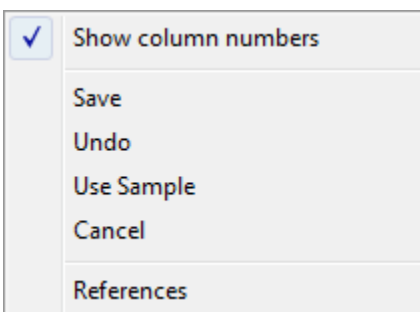 Show column numbers
Save
Undo
Use Sample
Cancel
References